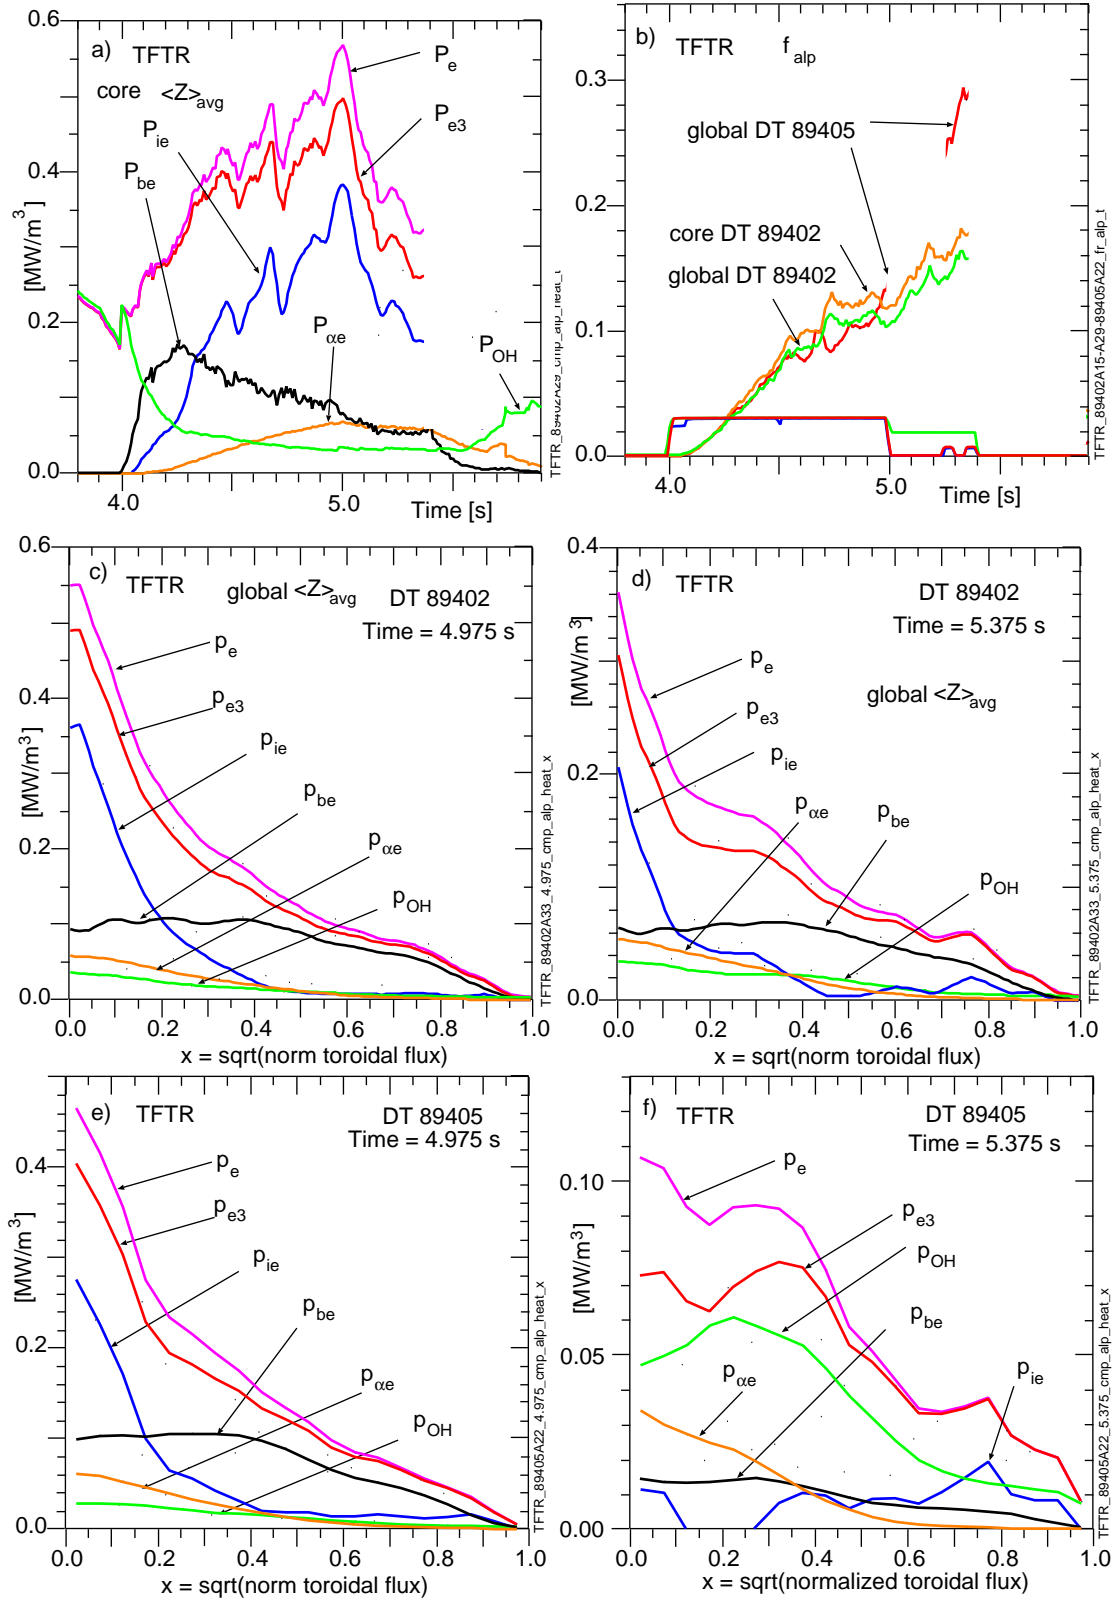 a)
TFTR
core <Z>avg
Pe
Pe3
Pie
Pbe
Pαe
POH
[MW/m³]
0.6
0.4
0.2
0.0
4.0
5.0
Time [s]
TFTR_89402A29_cmp_alp_heat_t
b)
TFTR
falp
global DT 89405
core DT 89402
global DT 89402
0.3
0.2
0.1
0.0
4.0
5.0
Time [s]
TFTR_89402A15-A29-89405A22_fr_alp_t
c)
TFTR
global <Z>avg
DT 89402
Time = 4.975 s
pe
pe3
pie
pbe
pαe
pOH
[MW/m³]
0.6
0.4
0.2
0.0
0.0 0.2 0.4 0.6 0.8 1.0
x = sqrt(norm toroidal flux)
TFTR_89402A33_4.975_cmp_alp_heat_x
d)
TFTR
DT 89402
Time = 5.375 s
global <Z>avg
pe
pe3
pie
pαe
pbe
pOH
[MW/m³]
0.4
0.2
0.0
0.0 0.2 0.4 0.6 0.8 1.0
x = sqrt(norm toroidal flux)
TFTR_89402A33_5.375_cmp_alp_heat_x
e)
TFTR
DT 89405
Time = 4.975 s
pe
pe3
pie
pbe
pαe
pOH
[MW/m³]
0.4
0.2
0.0
0.0 0.2 0.4 0.6 0.8 1.0
x = sqrt(norm toroidal flux)
TFTR_89405A22_4.975_cmp_alp_heat_x
f)
TFTR
DT 89405
Time = 5.375 s
pe
pe3
pOH
pbe
pαe
pie
[MW/m³]
0.10
0.05
0.00
0.0 0.2 0.4 0.6 0.8 1.0
x = sqrt(normalized toroidal flux)
TFTR_89405A22_5.375_cmp_alp_heat_x